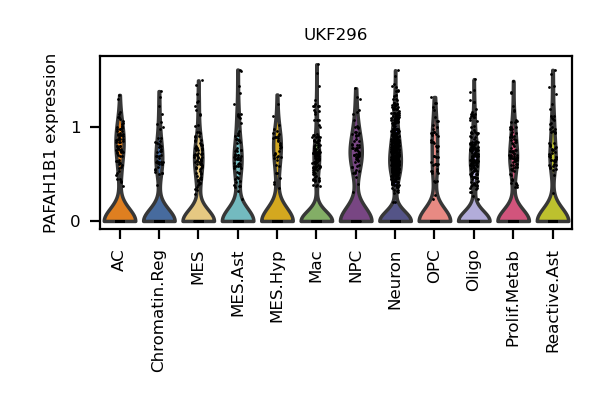 UKF296
PAFAH1B1 expression
1
0
AC
Chromatin.Reg
MES
MES.Ast
MES.Hyp
Mac
NPC
Neuron
OPC
Oligo
Prolif.Metab
Reactive.Ast